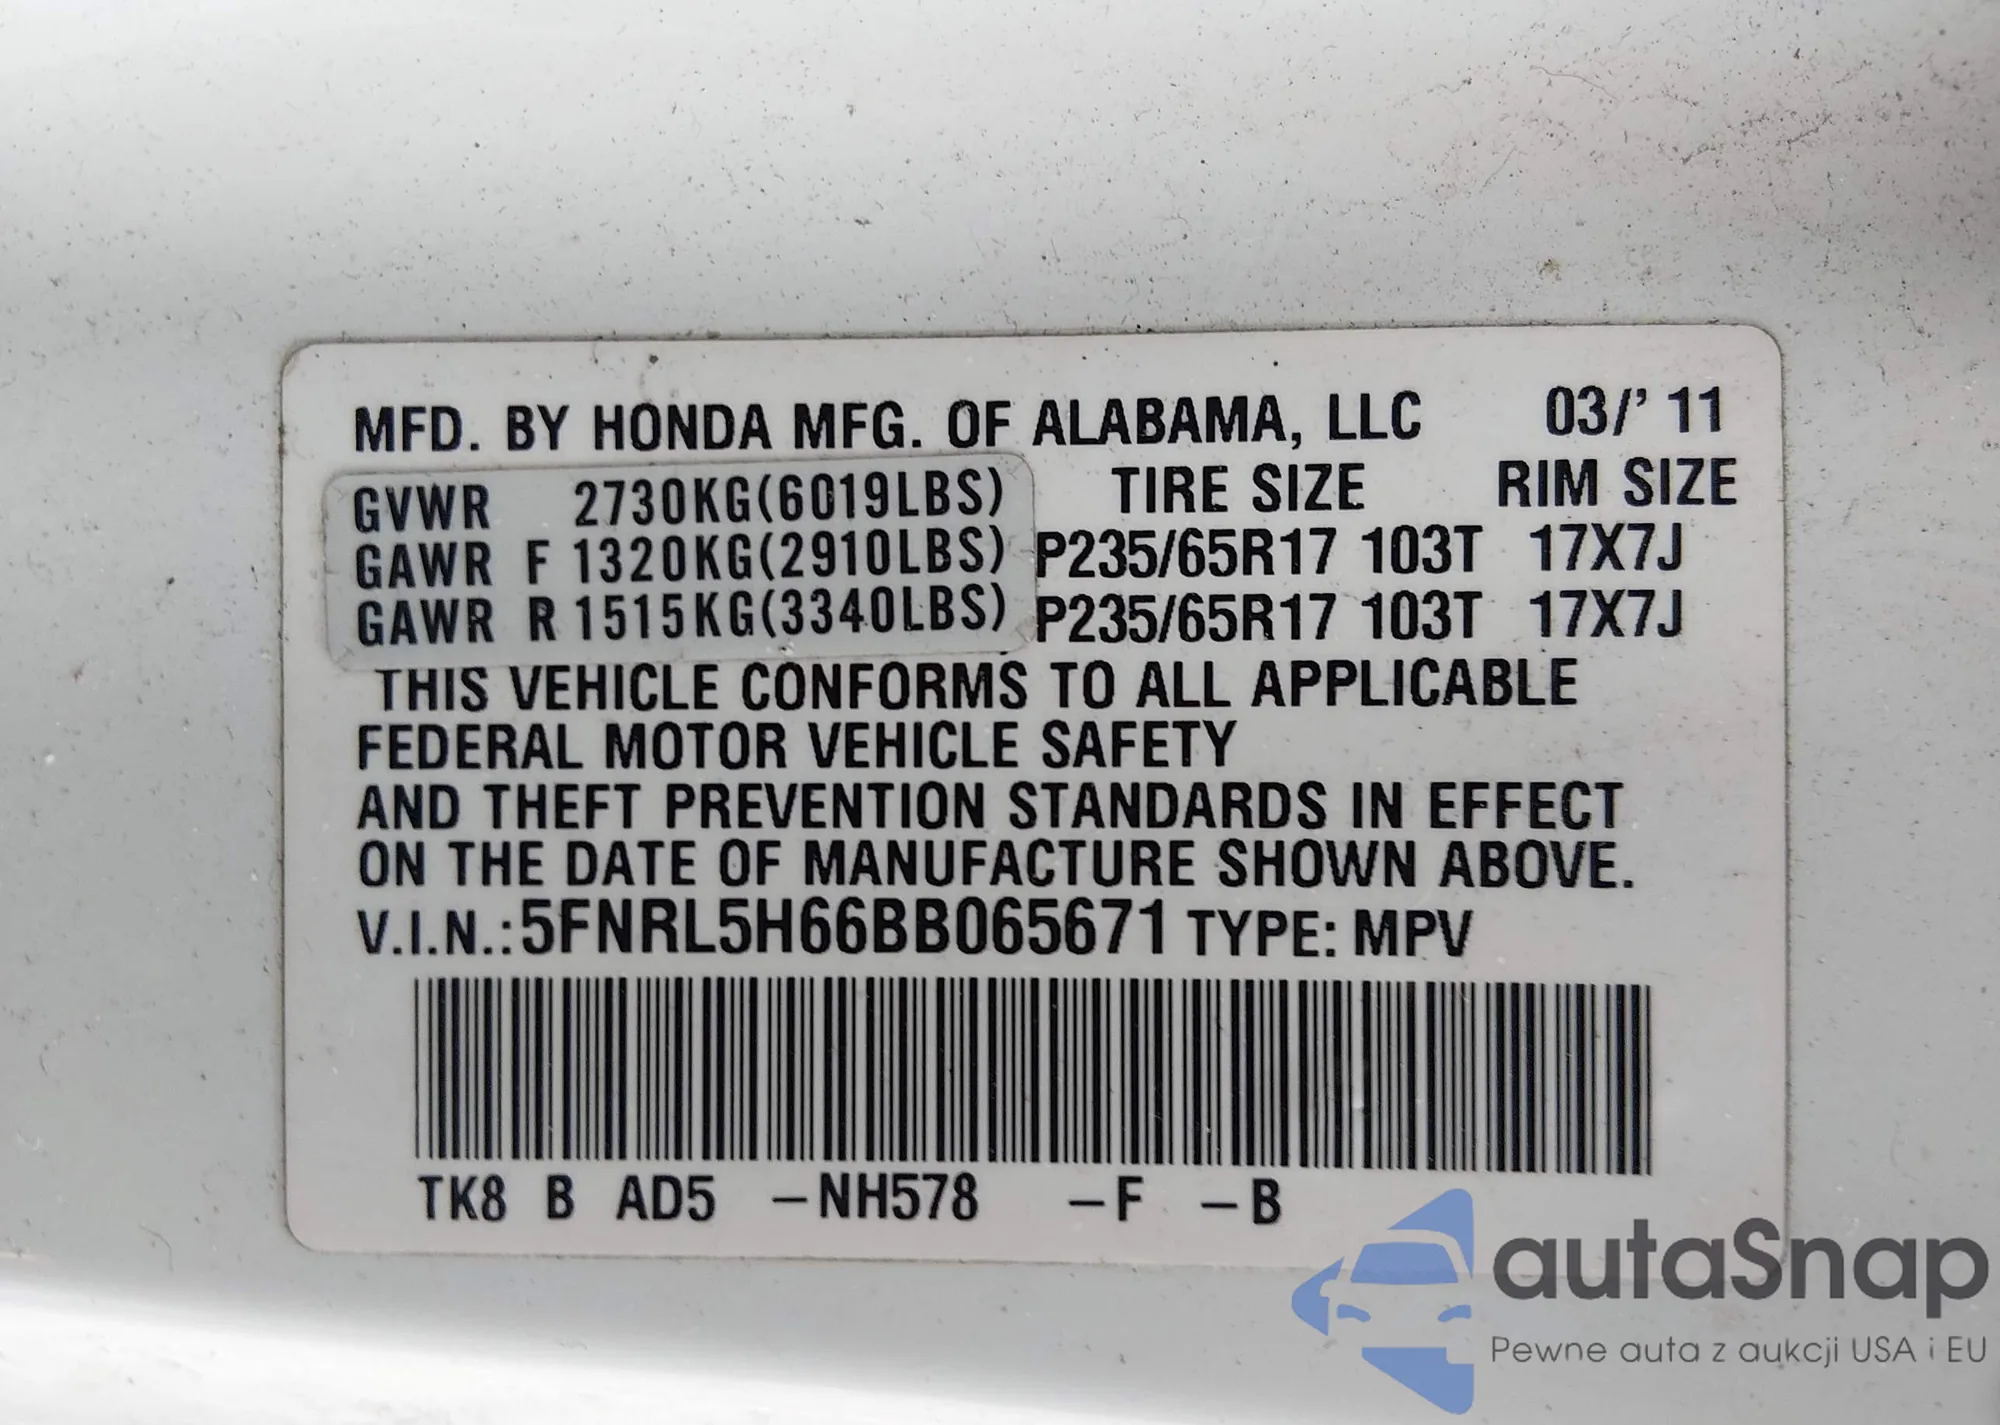 MFD. BY HONDA MFG. OF ALABAMA, LLC 03/'11
GVWR 2730KG(6019LBS) TIRE SIZE RIM SIZE
GAWR F 1320KG(2910LBS) P235/65R17 103T 17X7J
GAWR R 1515KG(3340LBS) P235/65R17 103T 17X7J
THIS VEHICLE CONFORMS TO ALL APPLICABLE
FEDERAL MOTOR VEHICLE SAFETY
AND THEFT PREVENTION STANDARDS IN EFFECT
ON THE DATE OF MANUFACTURE SHOWN ABOVE.
V.I.N.:5FNRL5H66BB065671 TYPE: MPV
TK8 B AD5 -NH578 -F -B
autaSnap
Pewne auta z aukcji USA i EU